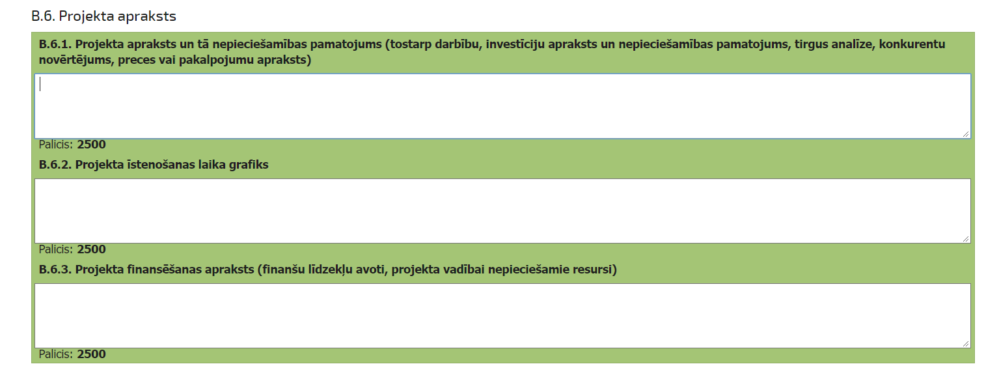 B.6. Projekta apraksts
B.6.1. Projekta apraksts un tā nepieciešamības pamatojums (tostarp darbību, investīciju apraksts un nepieciešamības pamatojums, tirgus analīze, konkurentu
novērtējums, preces vai pakalpojumu apraksts)
Palicis: 2500
B.6.2. Projekta īstenošanas laika grafiks
Palicis: 2500
B.6.3. Projekta finansēšanas apraksts (finanšu līdzekļu avoti, projekta vadībai nepieciešamie resursi)
Palicis: 2500